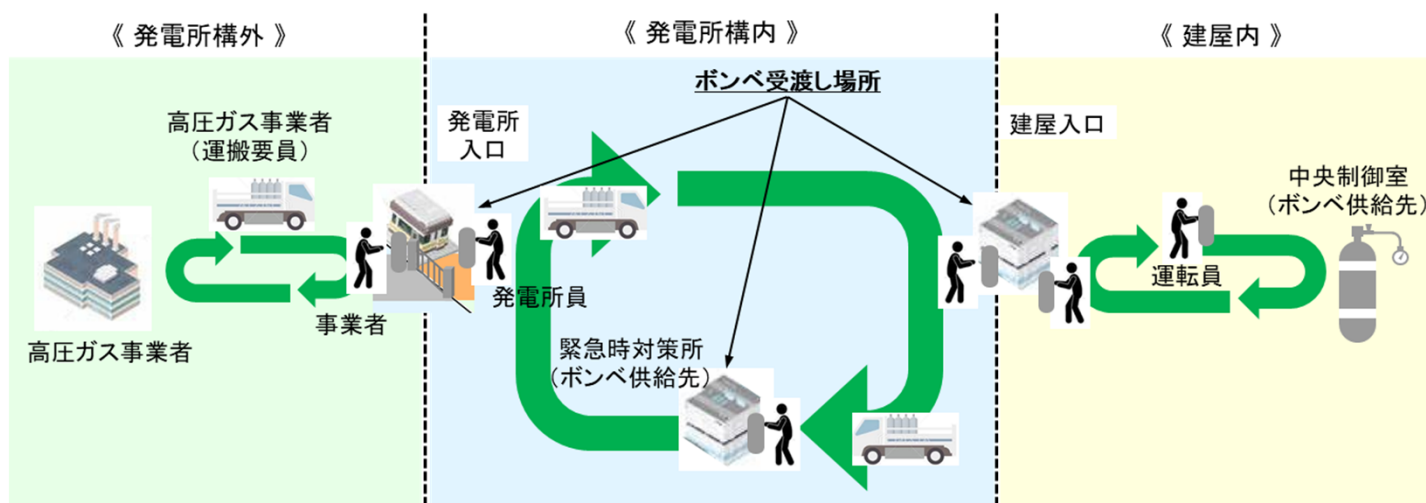 《 発電所構外 》
《 発電所構内 》
《 建屋内 》
高圧ガス事業者
（運搬要員）
高圧ガス事業者
事業者
発電所
入口
発電所員
ボンベ受渡し場所
緊急時対策所
（ボンベ供給先）
建屋入口
運転員
中央制御室
（ボンベ供給先）